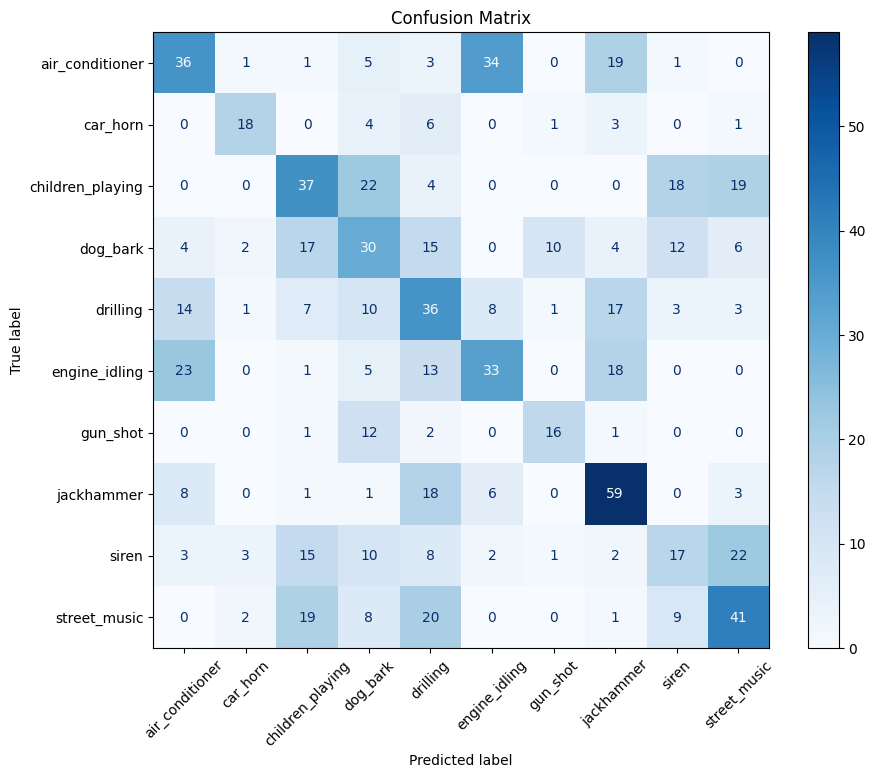 Confusion Matrix
air_conditioner 36 1 1 5 3 34 0 19 1 0
car_horn 0 18 0 4 6 0 1 3 0 1
children_playing 0 0 37 22 4 0 0 0 18 19
dog_bark 4 2 17 30 15 0 10 4 12 6
drilling 14 1 7 10 36 8 1 17 3 3
engine_idling 23 0 1 5 13 33 0 18 0 0
gun_shot 0 0 1 12 2 0 16 1 0 0
jackhammer 8 0 1 1 18 6 0 59 0 3
siren 3 3 15 10 8 2 1 2 17 22
street_music 0 2 19 8 20 0 0 1 9 41
True label
air_conditioner car_horn children_playing dog_bark drilling engine_idling gun_shot jackhammer siren street_music
Predicted label
50
40
30
20
10
0